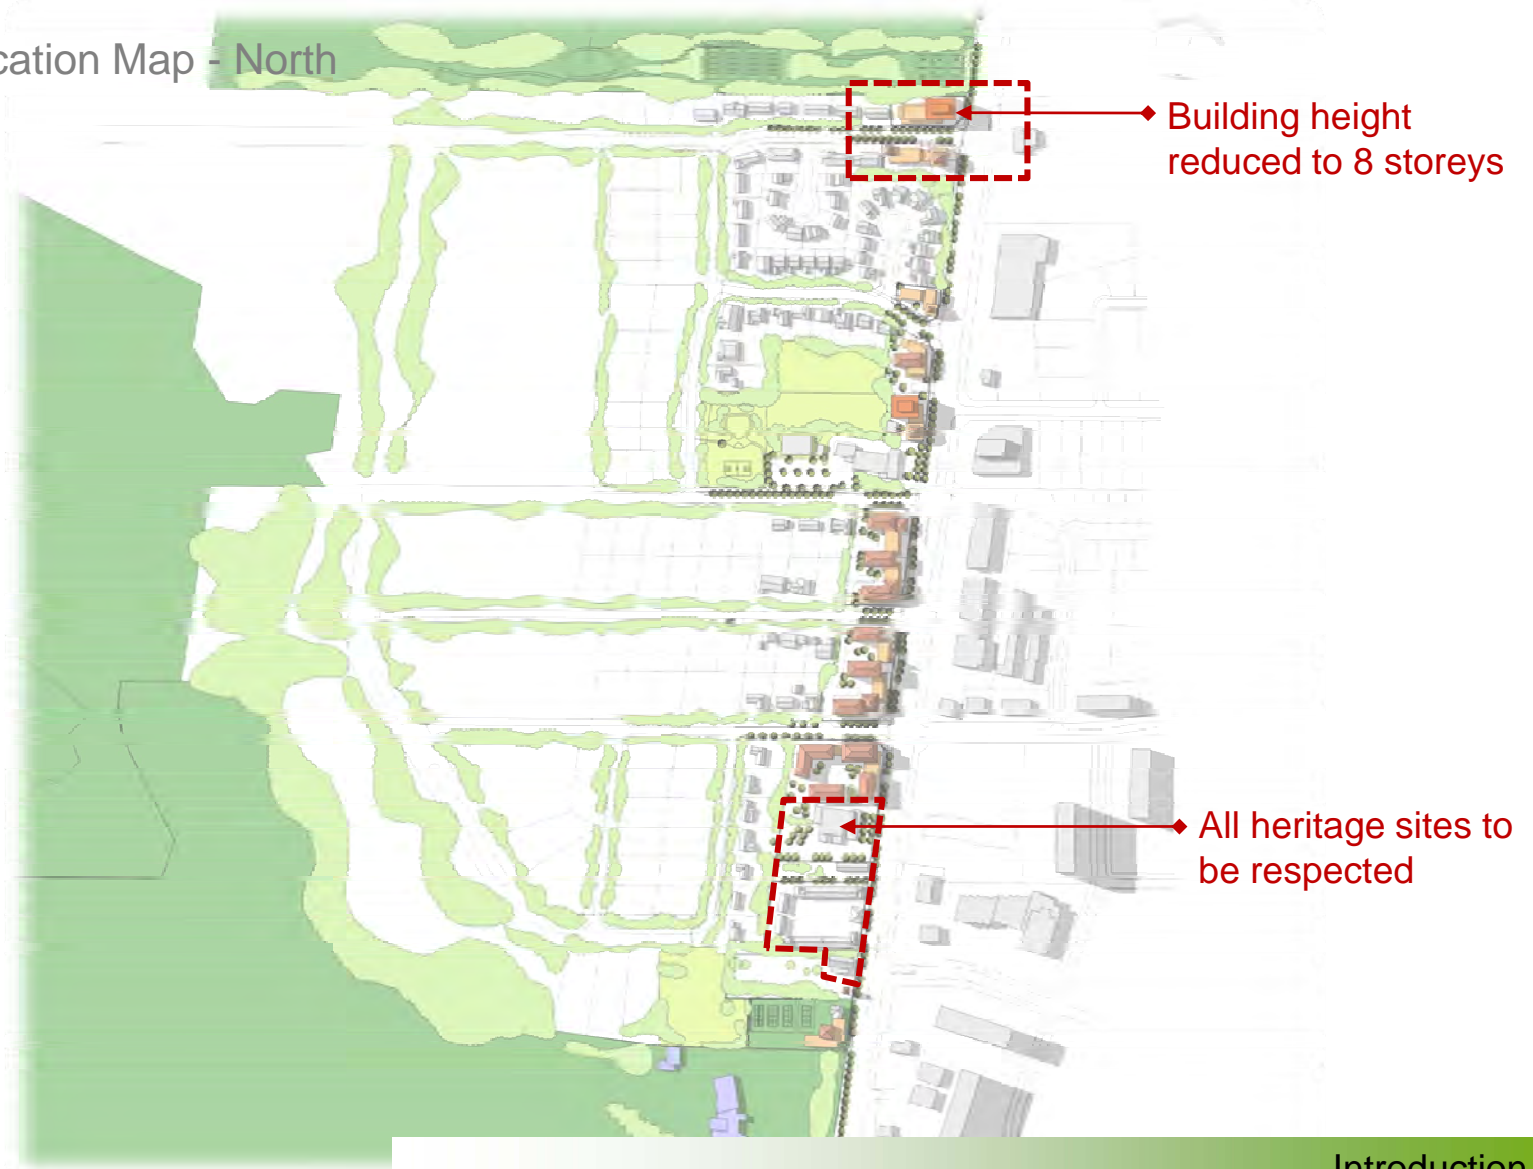 cation Map - North
Building height
reduced to 8 storeys
All heritage sites to
be respected
Introduction